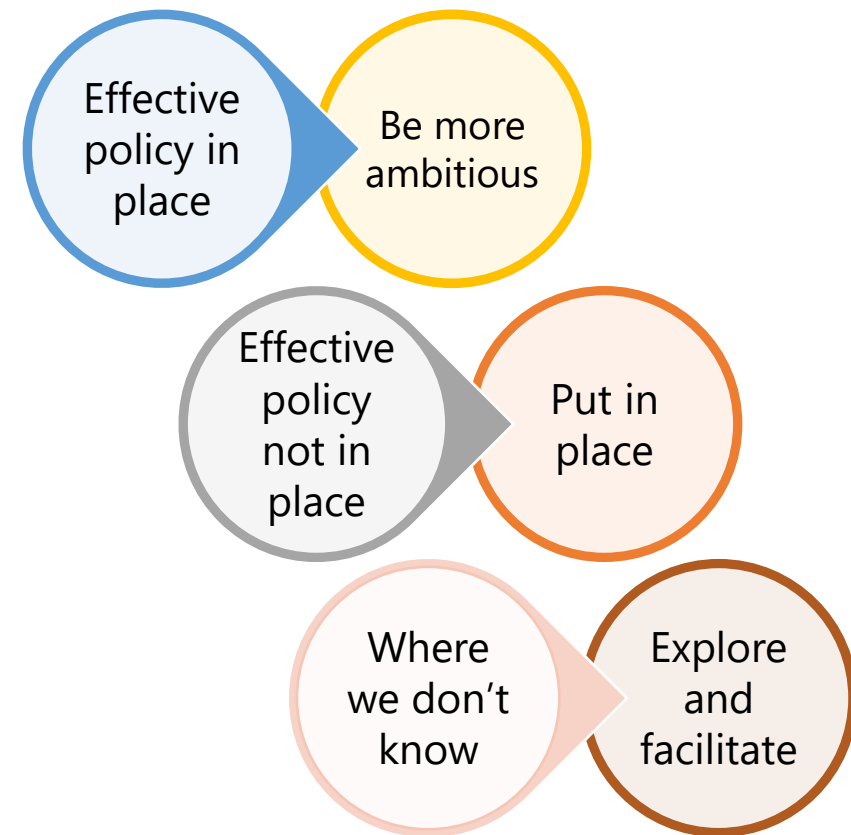 Effective
policy in
place
Be more
ambitious
Effective
policy
not in
place
Put in
place
Where
we don’t
know
Explore
and
facilitate